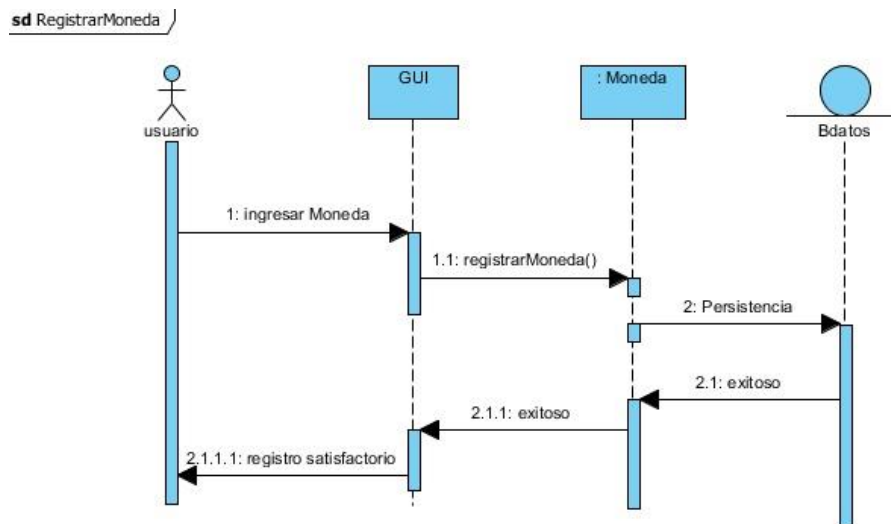 sd RegistrarMoneda
GUI
: Moneda
usuario
Bdatos
1: ingresar Moneda
1.1: registrarMoneda()
2: Persistencia
2.1: exitoso
2.1.1: exitoso
2.1.1.1: registro satisfactorio